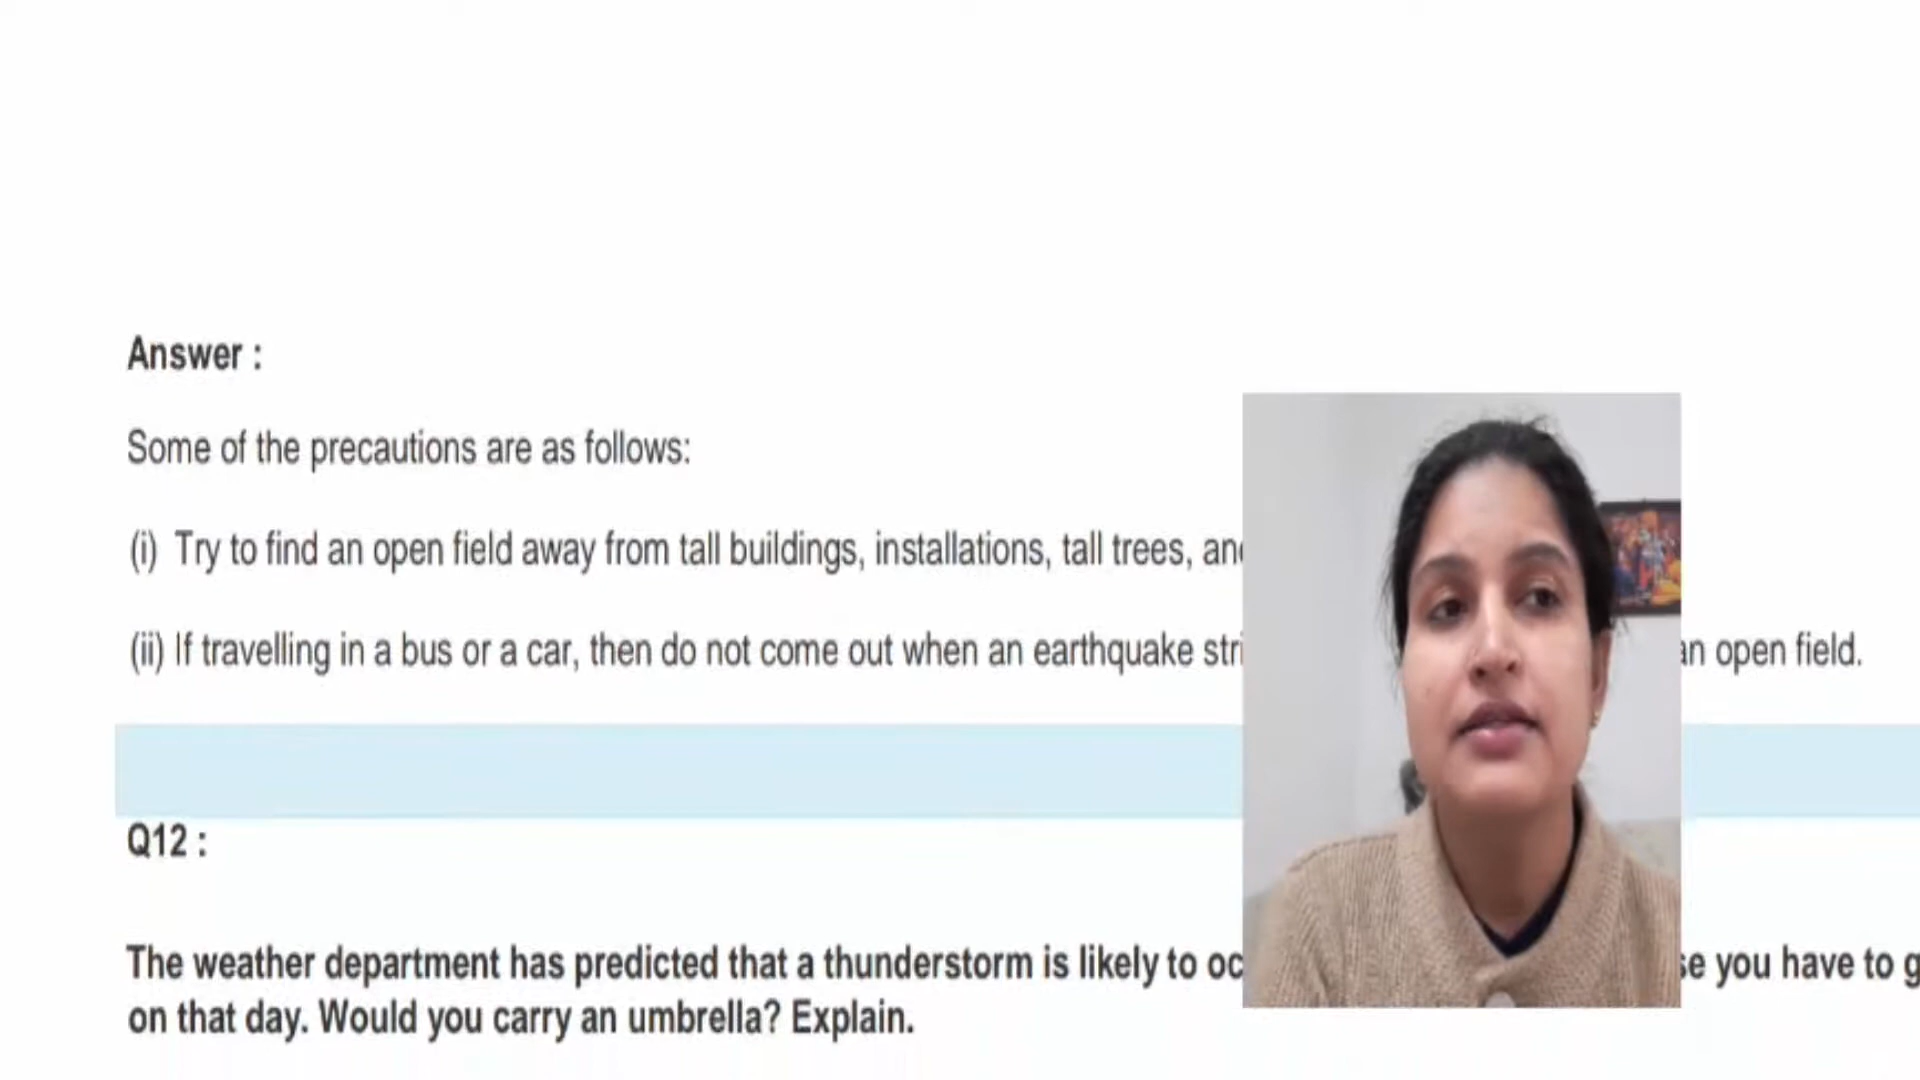 Answer :
Some of the precautions are as follows:
(i) Try to find an open field away from tall buildings, installations, tall trees,
(ii) If travelling in a bus or a car, then do not come out when an earthquake an open field.
Q12 :
The weather department has predicted that a thunderstorm is likely to you have to
on that day. Would you carry an umbrella? Explain.